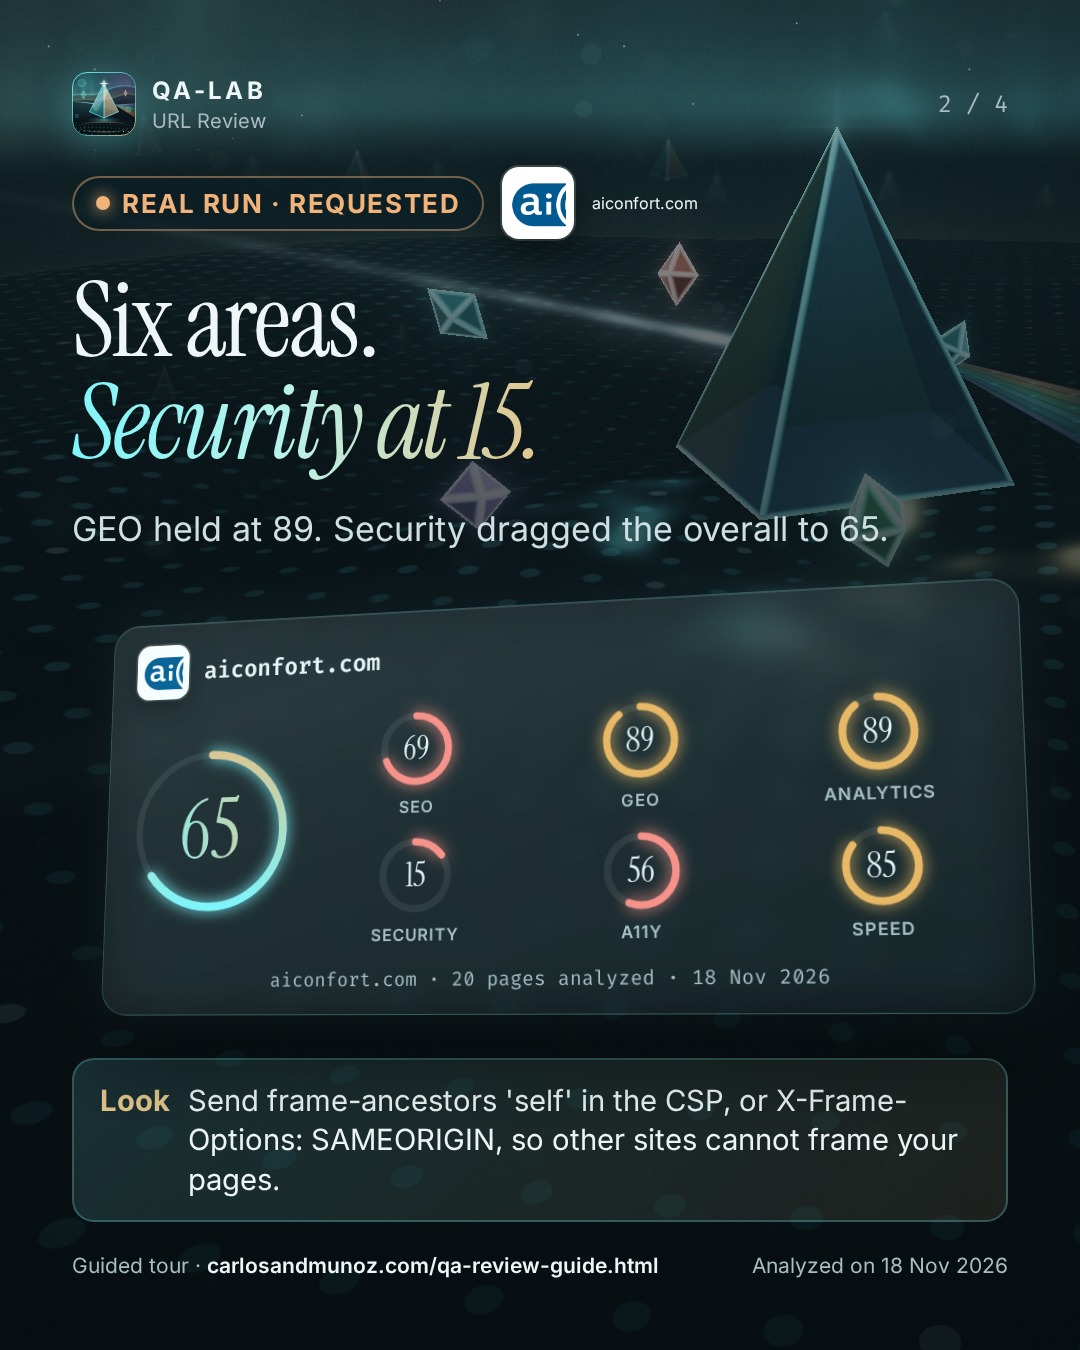 QA-LAB
URL Review
2 / 4
REAL RUN · REQUESTED
ai(
aiconfort.com
Six areas.
Security at 15.
GEO held at 89. Security dragged the overall to 65.
ai(
aiconfort.com
65
69
SEO
89
GEO
89
ANALYTICS
15
SECURITY
56
A11Y
85
SPEED
aiconfort.com · 20 pages analyzed · 18 Nov 2026
Look
Send frame-ancestors 'self' in the CSP, or X-Frame-
Options: SAMEORIGIN, so other sites cannot frame your
pages.
Guided tour · carlosandmunoz.com/qa-review-guide.html
Analyzed on 18 Nov 2026